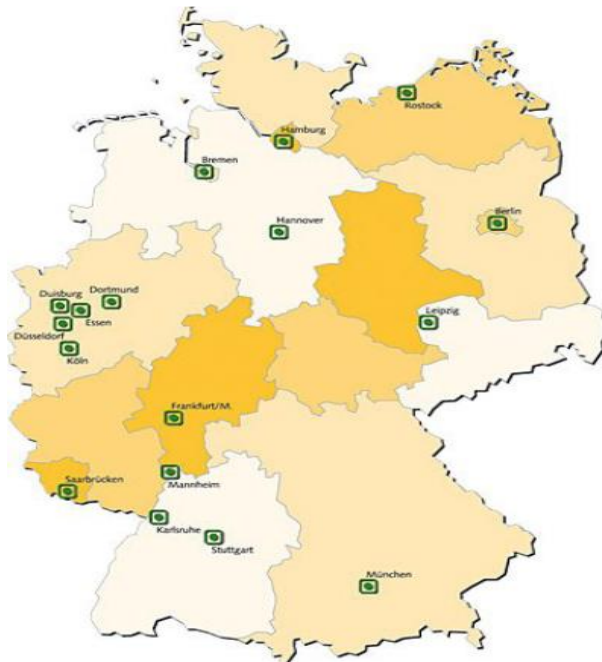 Rostock
Hamburg
Bremen
Berlin
Hannover
Duisburg
Dortmund
Essen
Leipzig
Düsseldorf
Köln
Frankfurt/M.
Saarbrücken
Mannheim
Karlsruhe
Stuttgart
München